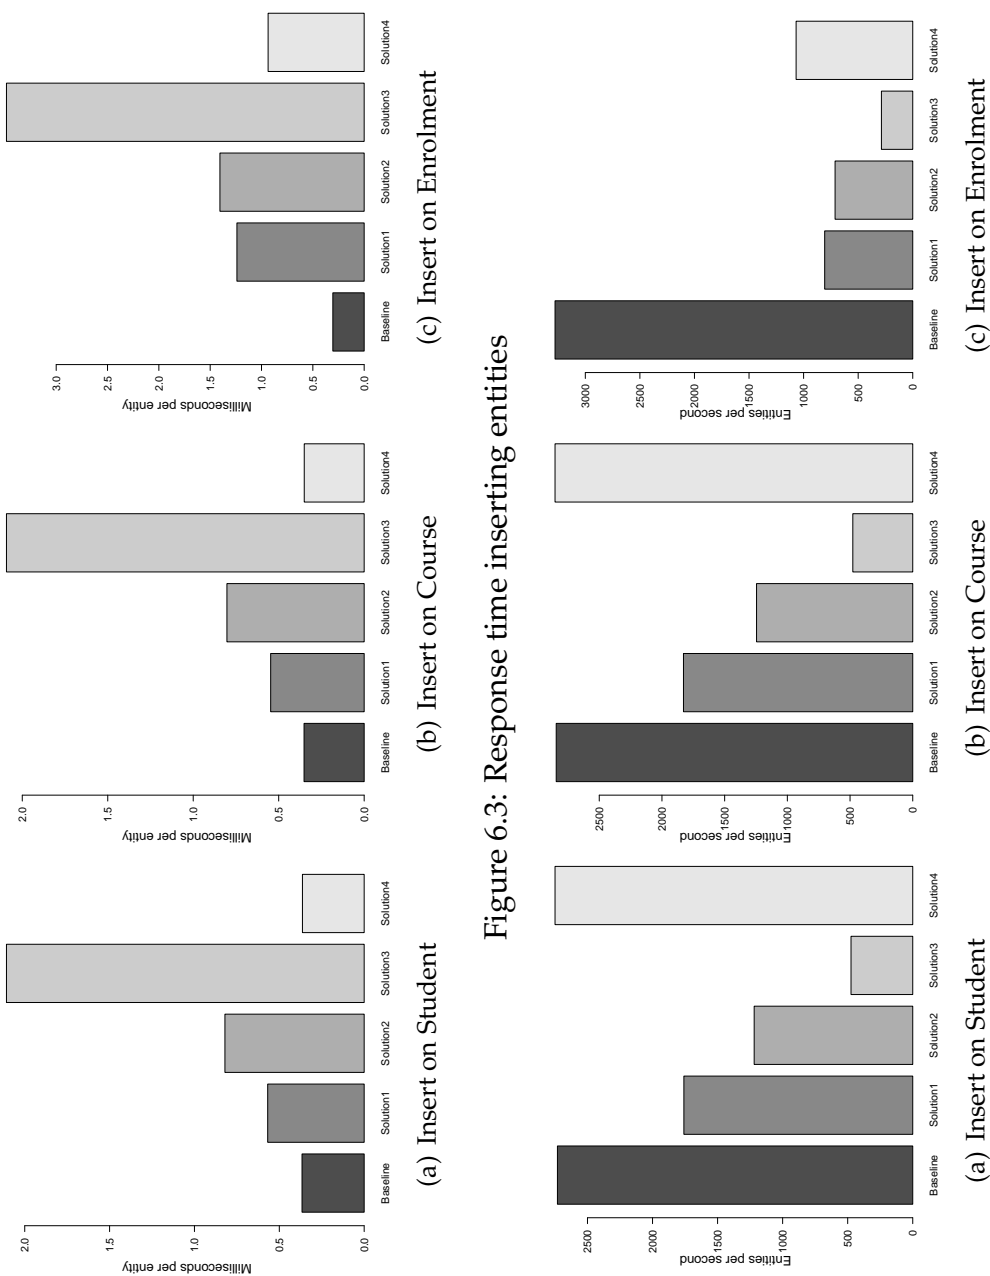 Milliseconds per entity
2.0
1.5
1.0
0.5
0.0
Baseline
Solution1
Solution2
Solution3
Solution4
(a) Insert on Student
Milliseconds per entity
2.0
1.5
1.0
0.5
0.0
Baseline
Solution1
Solution2
Solution3
Solution4
(b) Insert on Course
Milliseconds per entity
3.0
2.5
2.0
1.5
1.0
0.5
0.0
Baseline
Solution1
Solution2
Solution3
Solution4
(c) Insert on Enrolment
Figure 6.3: Response time inserting entities
Entities per second
2500
2000
1500
1000
500
0
Baseline
Solution1
Solution2
Solution3
Solution4
(a) Insert on Student
Entities per second
2500
2000
1500
1000
500
0
Baseline
Solution1
Solution2
Solution3
Solution4
(b) Insert on Course
Entities per second
3000
2500
2000
1500
1000
500
0
Baseline
Solution1
Solution2
Solution3
Solution4
(c) Insert on Enrolment